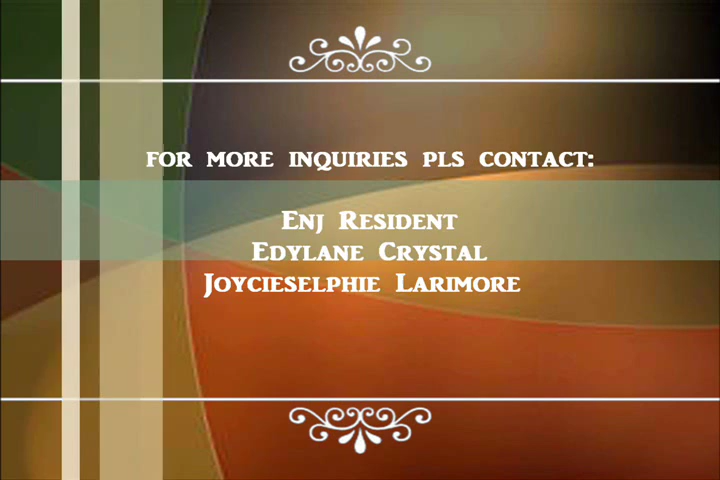 FOR MORE INQUIRIES PLS CONTACT:
Enj Resident
Edylane Crystal
Joycieselphie Larimore